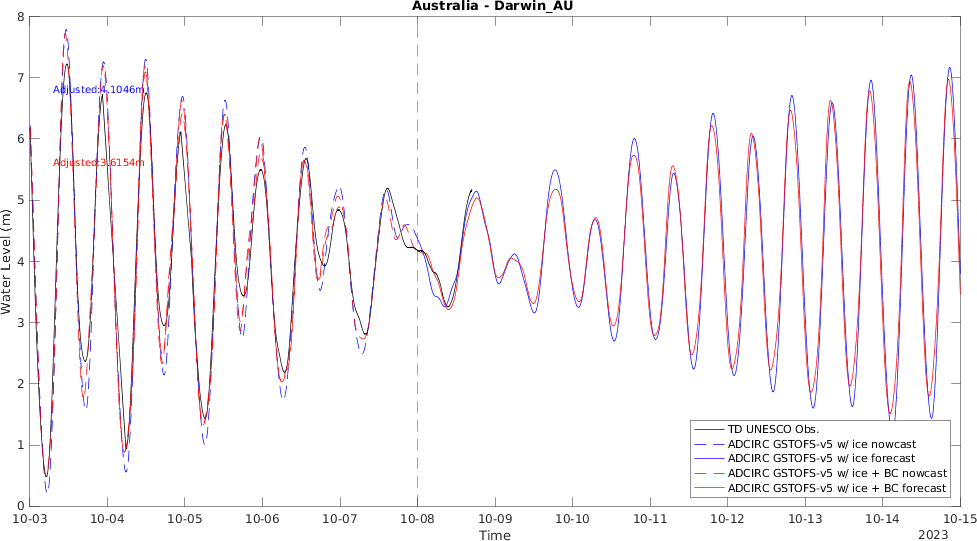 Australia - Darwin_AU
8
7
6
5
4
3
2
1
0
Water Level (m)
Adjusted:4.1046m
Adjusted:3.6154m
TD UNESCO Obs.
ADCIRC GSTOFS-v5 w/ ice nowcast
ADCIRC GSTOFS-v5 w/ ice forecast
ADCIRC GSTOFS-v5 w/ ice + BC nowcast
ADCIRC GSTOFS-v5 w/ ice + BC forecast
10-03 10-04 10-05 10-06 10-07 10-08 10-09 10-10 10-11 10-12 10-13 10-14 10-15
Time
2023